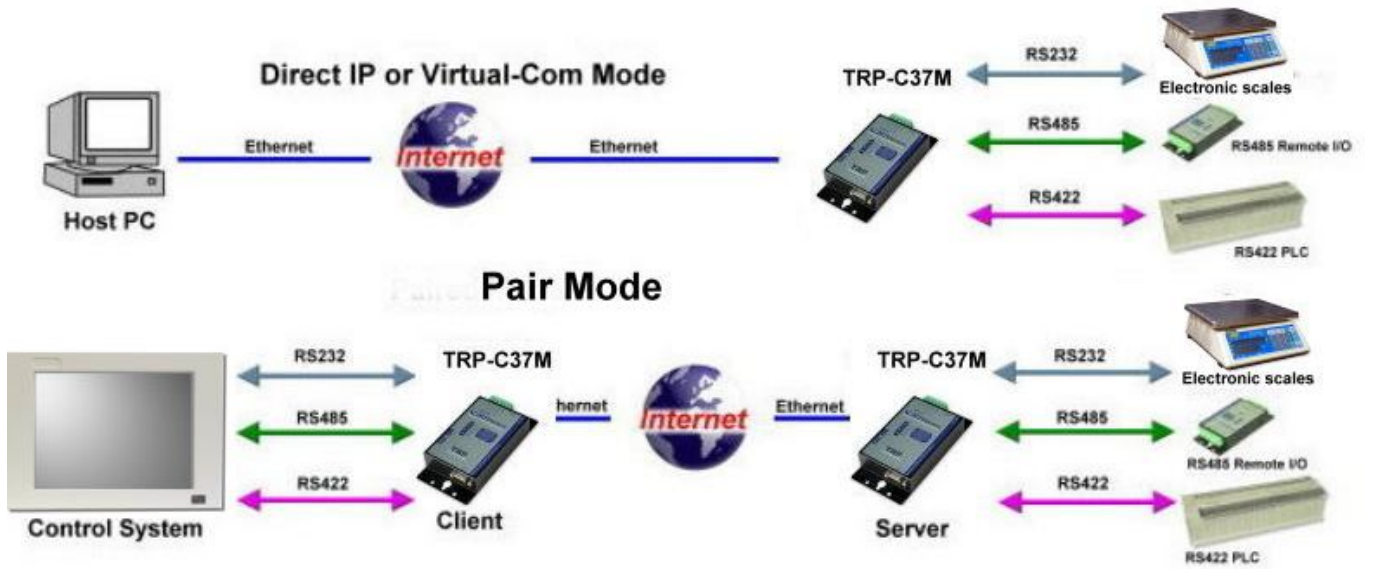 Direct IP or Virtual-Com Mode
Ethernet
Internet
Ethernet
Host PC
TRP-C37M
RS232
RS485
RS422
Electronic scales
RS485 Remote I/O
RS422 PLC
Pair Mode
RS232
RS485
RS422
Control System
TRP-C37M
Client
hernet
Internet
Ethernet
TRP-C37M
Server
RS232
RS485
RS422
Electronic scales
RS485 Remote I/O
RS422 PLC